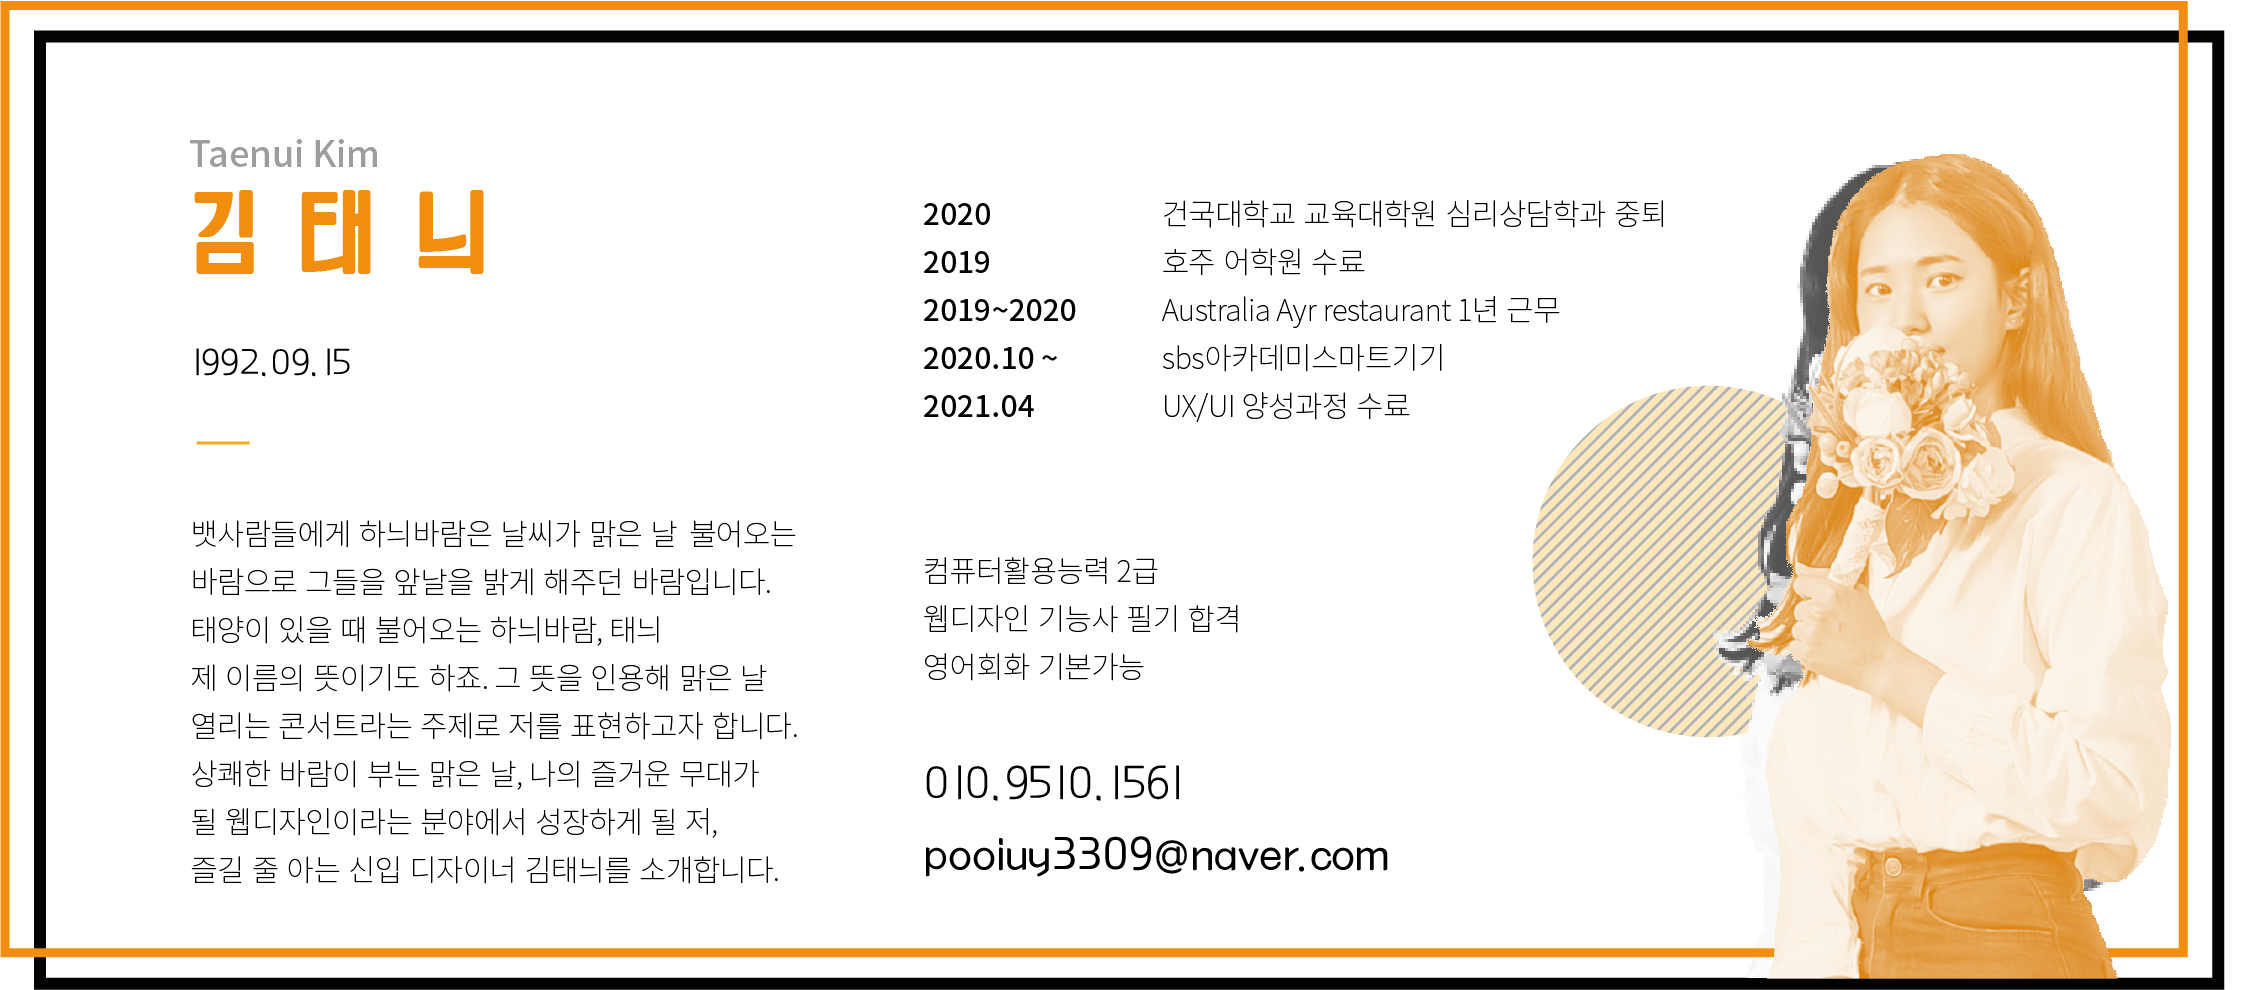 Taenui Kim
김태늬
1992.09.15
뱃사람들에게 하늬바람은 날씨가 맑은 날 불어오는
바람으로 그들을 앞날을 밝게 해주던 바람입니다.
태양이 있을 때 불어오는 하늬바람, 태늬
제 이름의 뜻이기도 하죠. 그 뜻을 인용해 맑은 날
열리는 콘서트라는 주제로 저를 표현하고자 합니다.
상쾌한 바람이 부는 맑은 날, 나의 즐거운 무대가
될 웹디자인이라는 분야에서 성장하게 될 저,
즐길 줄 아는 신입 디자이너 김태늬를 소개합니다.
2020 건국대학교 교육대학원 심리상담학과 중퇴
2019 호주 어학원 수료
2019~2020 Australia Ayr restaurant 1년 근무
2020.10 ~ sbs아카데미스마트기기
2021.04 UX/UI 양성과정 수료
컴퓨터활용능력 2급
웹디자인 기능사 필기 합격
영어회화 기본가능
010.9510.1561
pooiuy3309@naver.com